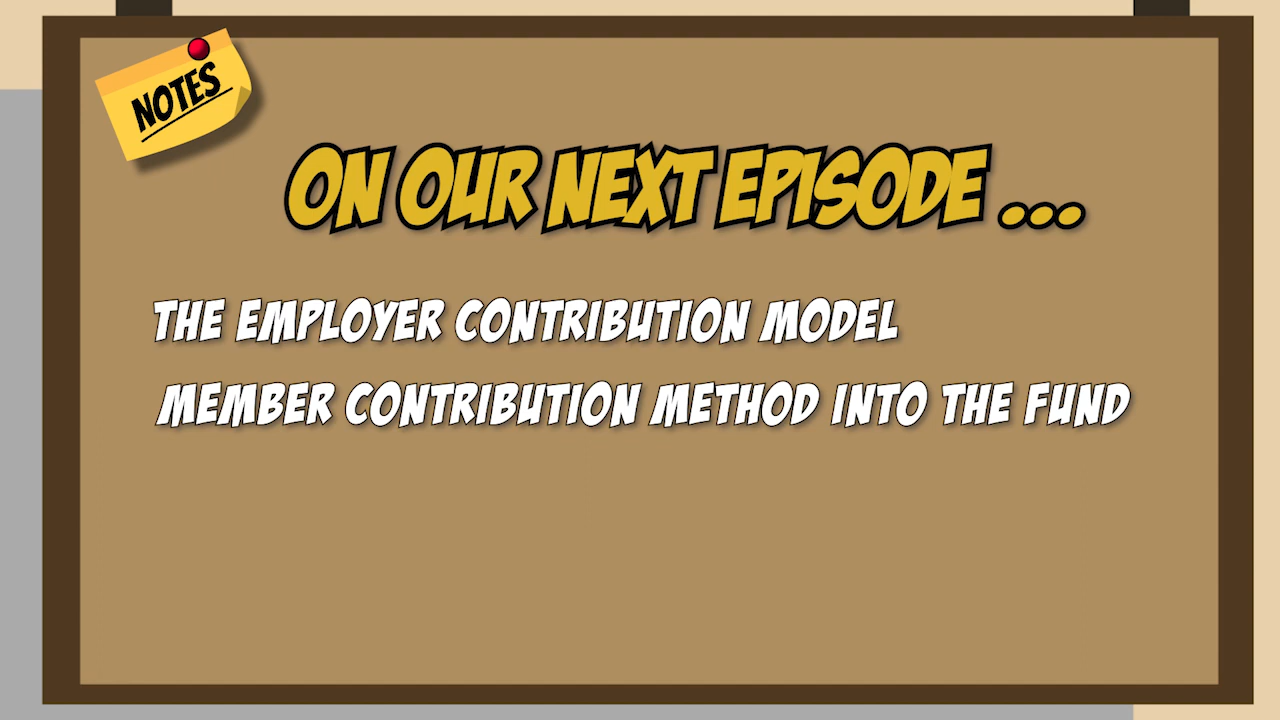 NOTES
ON OUR NEXT EPISODE ...
THE EMPLOYER CONTRIBUTION MODEL
MEMBER CONTRIBUTION METHOD INTO THE FUND